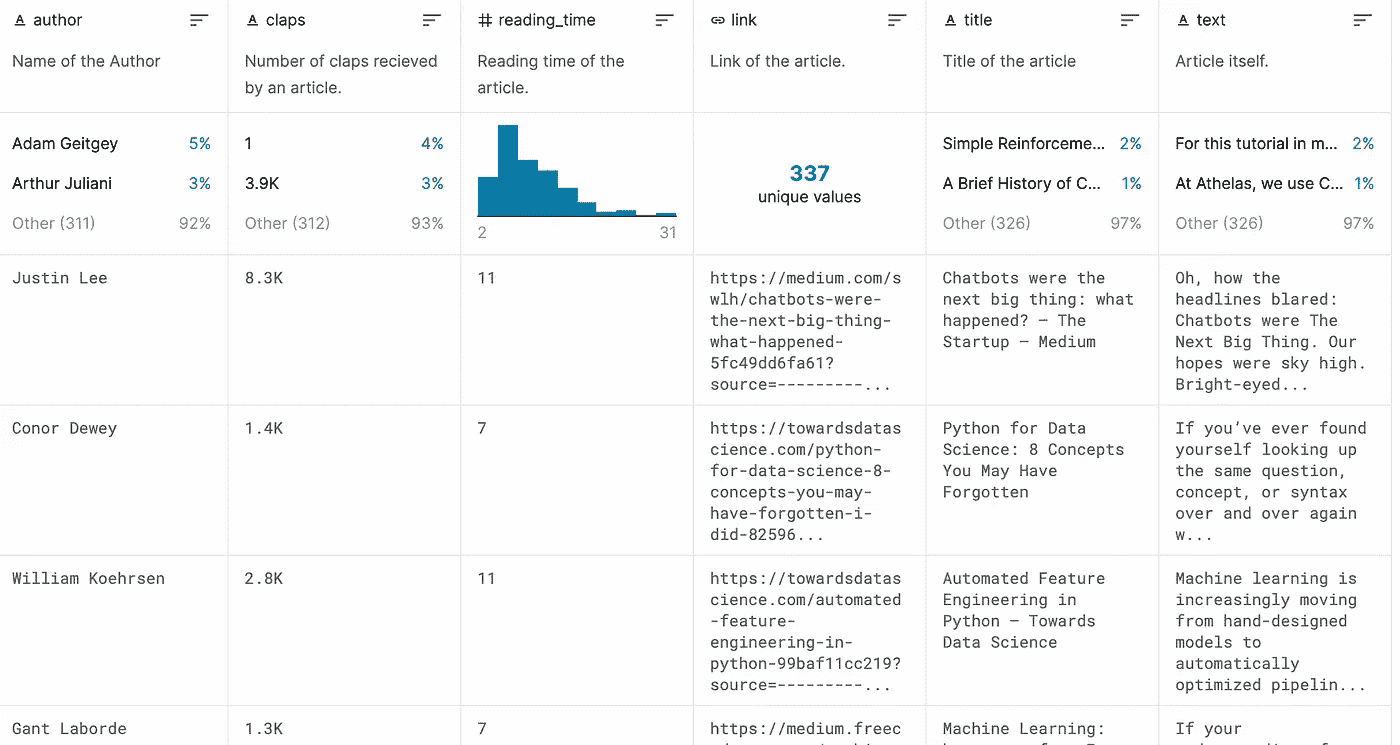 author
claps
reading_time
link
title
text
Name of the Author
Number of claps recieved
by an article.
Reading time of the
article.
Link of the article.
Title of the article
Article itself.
Adam Geitgey 5%
Arthur Juliani 3%
Other (311) 92%
1 4%
3.9K 3%
Other (312) 93%
2 31
337
unique values
Simple Reinforceme... 2%
A Brief History of C... 1%
Other (326) 97%
For this tutorial in m... 2%
At Athelas, we use C... 1%
Other (326) 97%
Justin Lee
8.3K
11
https://medium.com/s
wlh/chatbots-were-
the-next-big-thing-
what-happened-
5fc49dd6fa61?
source=---------...
Chatbots were the
next big thing: what
happened? – The
Startup – Medium
Oh, how the
headlines blared:
Chatbots were The
Next Big Thing. Our
hopes were sky high.
Bright-eyed...
Conor Dewey
1.4K
7
https://towardsdatas
cience.com/python-
for-data-science-8-
concepts-you-may-
have-forgotten-i-
did-82596...
Python for Data
Science: 8 Concepts
You May Have
Forgotten
If you’ve ever found
yourself looking up
the same question,
concept, or syntax
over and over again
w...
William Koehrsen
2.8K
11
https://towardsdatas
cience.com/automated
-feature-
engineering-in-
python-99baf11cc219?
source=---------...
Automated Feature
Engineering in
Python – Towards
Data Science
Machine learning is
increasingly moving
from hand-designed
models to
automatically
optimized pipelin...
Gant Laborde
1.3K
7
https://medium.freec
Machine Learning:
If your